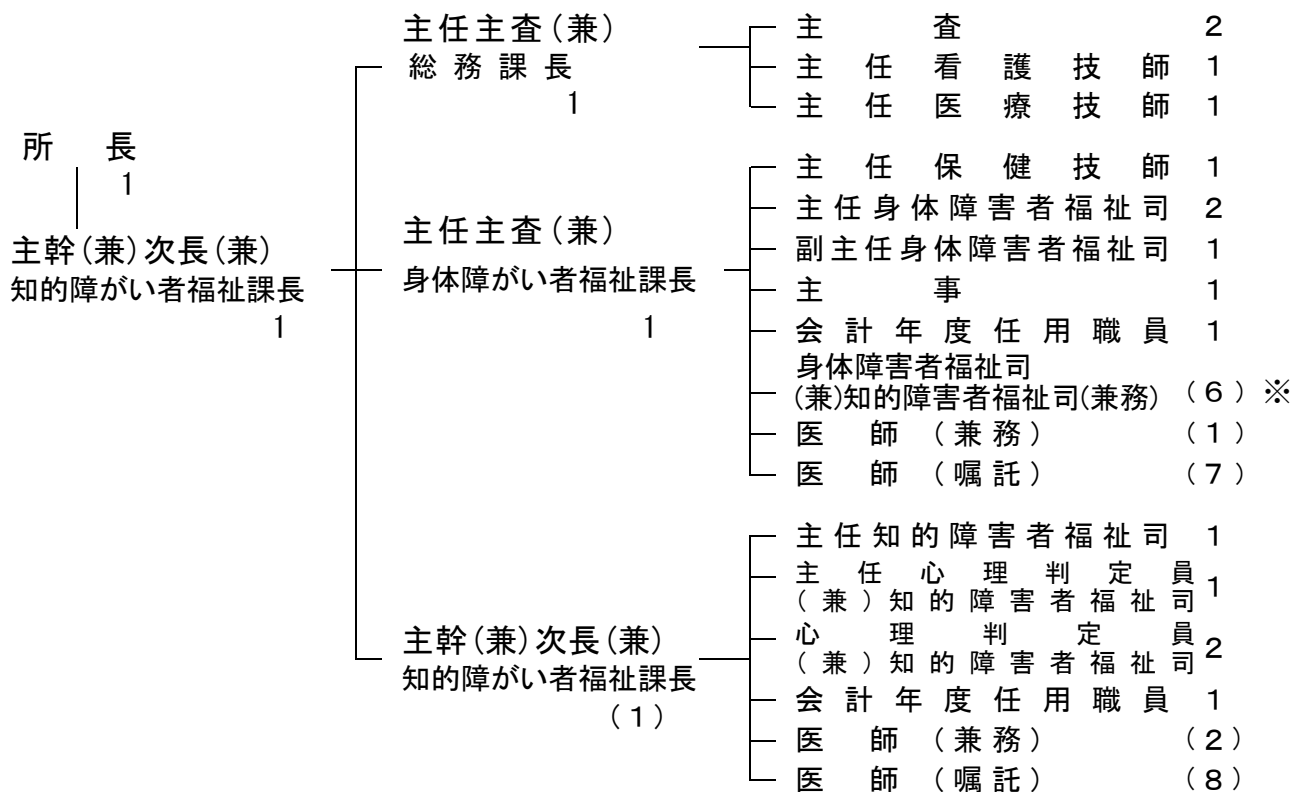 所長
1
主幹(兼)次長(兼)
知的障がい者福祉課長
1
主任主査(兼)
総務課長
1
主査 2
主任看護技師 1
主任医療技師 1
主任主査(兼)
身体障がい者福祉課長
1
主任保健技師 1
主任身体障害者福祉司 2
副主任身体障害者福祉司 1
主事 1
会計年度任用職員 1
身体障害者福祉司
(兼)知的障害者福祉司(兼務) (6)※
医師(兼務) (1)
医師(嘱託) (7)
主幹(兼)次長(兼)
知的障がい者福祉課長
(1)
主任知的障害者福祉司 1
主任心理判定員
(兼)知的障害者福祉司 1
心理判定員
(兼)知的障害者福祉司 2
会計年度任用職員 1
医師(兼務) (2)
医師(嘱託) (8)